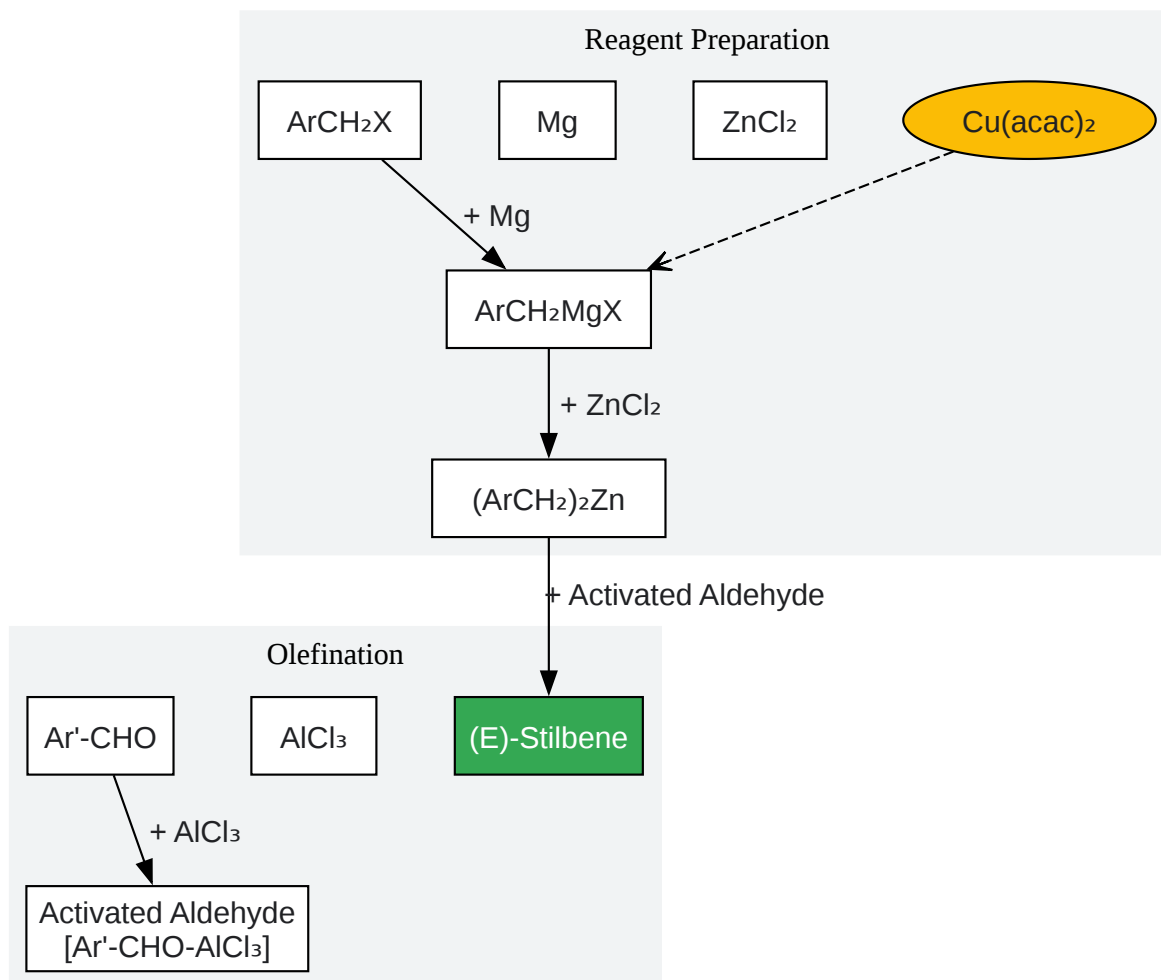 Reagent Preparation
ArCH₂X
Mg
ZnCl₂
Cu(acac)₂
+ Mg
ArCH₂MgX
+ ZnCl₂
(ArCH₂)₂Zn
+ Activated Aldehyde
Olefination
Ar'-CHO
AlCl₃
(E)-Stilbene
+ AlCl₃
Activated Aldehyde
[Ar'-CHO-AlCl₃]